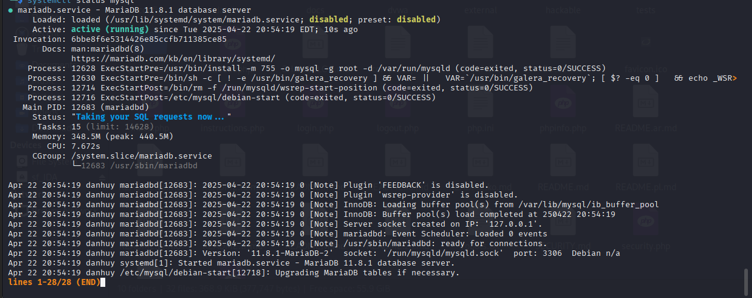 systemctl status mysql
● mariadb.service - MariaDB 11.8.1 database server
Loaded: loaded (/usr/lib/systemd/system/mariadb.service; disabled; preset: disabled)
Active: active (running) since Tue 2025-04-22 20:54:19 EDT; 10s ago
Invocation: 6bbe8f6e5314426e85ccfb711385ce85
Docs: man:mariadbd(8)
https://mariadb.com/kb/en/library/systemd/
Process: 12628 ExecStartPre=/usr/bin/install -m 755 -o mysql -g root -d /var/run/mysqld (code=exited, status=0/SUCCESS)
Process: 12630 ExecStartPre=/bin/sh -c [ ! -e /usr/bin/galera_recovery ] && VAR= || VAR=`/usr/bin/galera_recovery`; [ $? -eq 0 ] && echo _WSR>
Process: 12714 ExecStartPost=/bin/rm -f /run/mysqld/wsrep-start-position (code=exited, status=0/SUCCESS)
Process: 12716 ExecStartPost=/etc/mysql/debian-start (code=exited, status=0/SUCCESS)
Main PID: 12683 (mariadbd)
Status: "Taking your SQL requests now..."
Tasks: 15 (limit: 14628)
Memory: 348.5M (peak: 440.5M)
CPU: 7.672s
CGroup: /system.slice/mariadb.service
└─12683 /usr/sbin/mariadbd
Apr 22 20:54:19 danhuy mariadbd[12683]: 2025-04-22 20:54:19 0 [Note] Plugin 'FEEDBACK' is disabled.
Apr 22 20:54:19 danhuy mariadbd[12683]: 2025-04-22 20:54:19 0 [Note] Plugin 'wsrep-provider' is disabled.
Apr 22 20:54:19 danhuy mariadbd[12683]: 2025-04-22 20:54:19 0 [Note] InnoDB: Loading buffer pool(s) from /var/lib/mysql/ib_buffer_pool
Apr 22 20:54:19 danhuy mariadbd[12683]: 2025-04-22 20:54:19 0 [Note] InnoDB: Buffer pool(s) load completed at 250422 20:54:19
Apr 22 20:54:19 danhuy mariadbd[12683]: 2025-04-22 20:54:19 0 [Note] Server socket created on IP: '127.0.0.1'.
Apr 22 20:54:19 danhuy mariadbd[12683]: 2025-04-22 20:54:19 0 [Note] mariadbd: Event Scheduler: Loaded 0 events
Apr 22 20:54:19 danhuy mariadbd[12683]: 2025-04-22 20:54:19 0 [Note] /usr/sbin/mariadbd: ready for connections.
Apr 22 20:54:19 danhuy mariadbd[12683]: Version: '11.8.1-MariaDB-2' socket: '/run/mysqld/mysqld.sock' port: 3306 Debian n/a
Apr 22 20:54:19 danhuy systemd[1]: Started mariadb.service - MariaDB 11.8.1 database server.
Apr 22 20:54:19 danhuy /etc/mysql/debian-start[12718]: Upgrading MariaDB tables if necessary.
lines 1-28/28 (END)